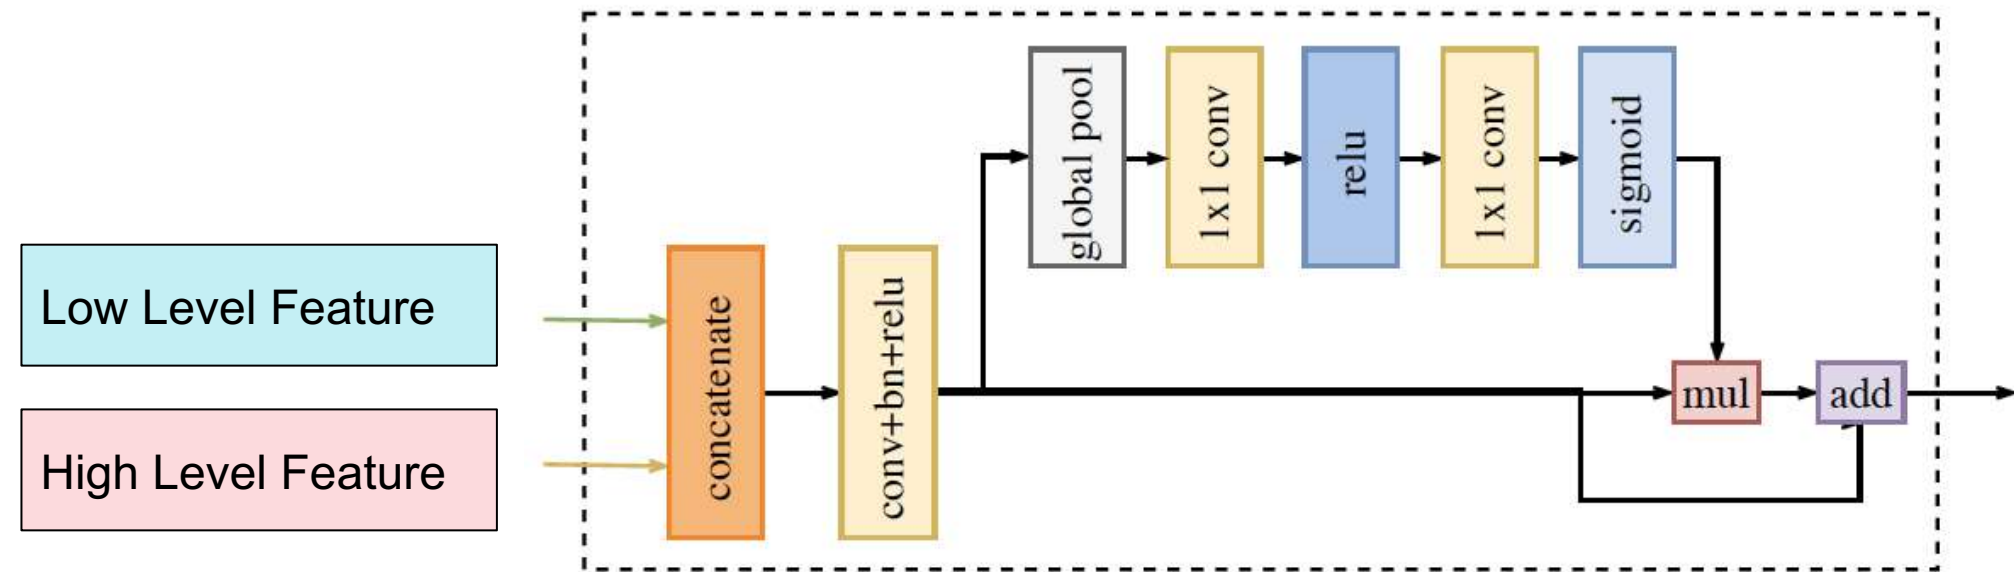 Low Level Feature
High Level Feature
concatenate
conv+bn+relu
global pool
1x1 conv
relu
1x1 conv
sigmoid
mul
add